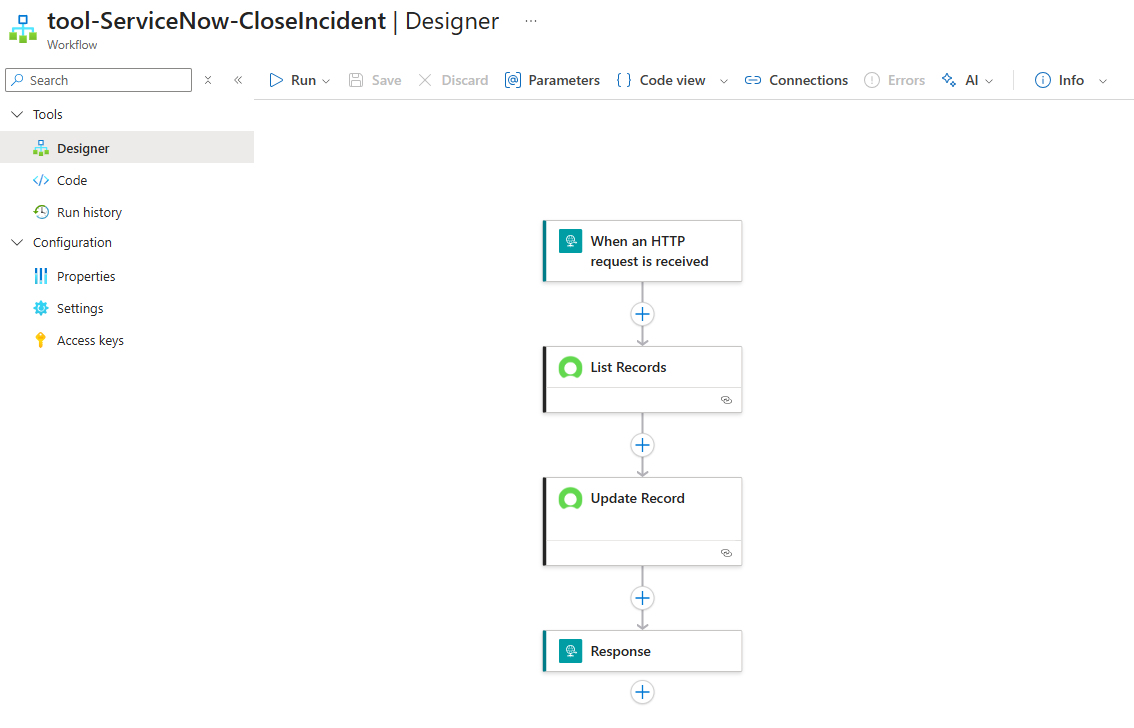 tool-ServiceNow-CloseIncident | Designer ...
Workflow
Search
Run
Save
Discard
Parameters
Code view
Connections
Errors
AI
Info
Tools
Designer
Code
Run history
Configuration
Properties
Settings
Access keys
When an HTTP
request is received
List Records
Update Record
Response